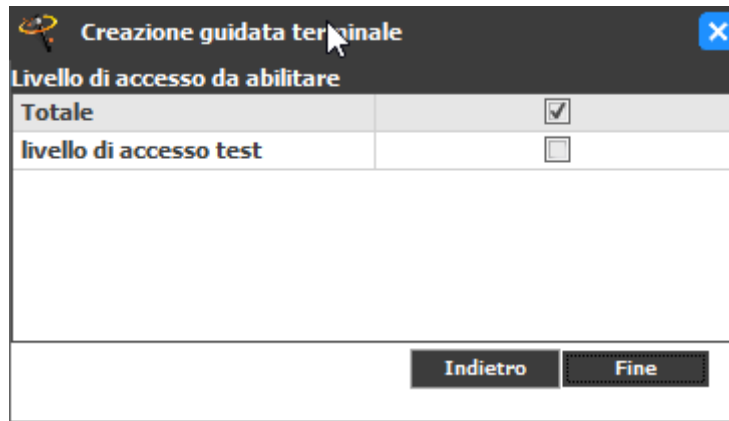 Creazione guidata terminale
Livello di accesso da abilitare
Totale
livello di accesso test
Indietro Fine